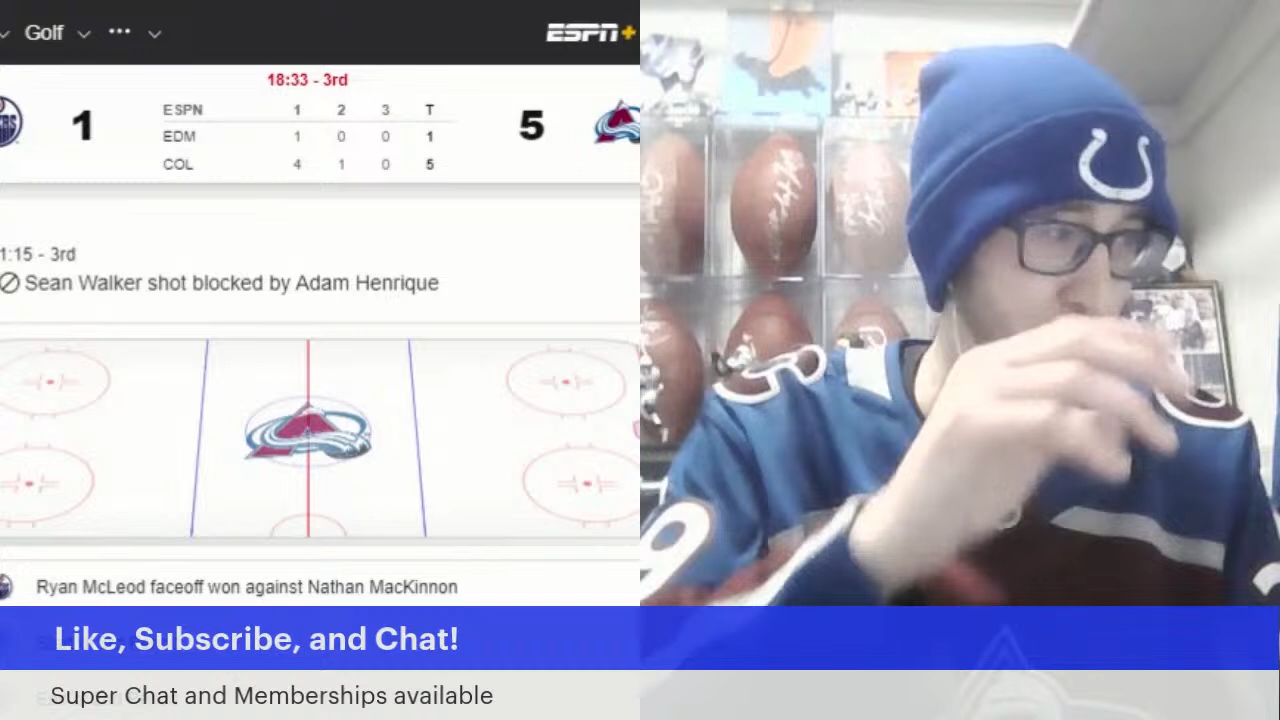 Golf ...
ESPN+
18:33 - 3rd
1
ESPN 1 2 3 T
EDM 1 0 0 1
COL 4 1 0 5
5
1:15 - 3rd
Sean Walker shot blocked by Adam Henrique
Ryan McLeod faceoff won against Nathan MacKinnon
Like, Subscribe, and Chat!
Super Chat and Memberships available
9